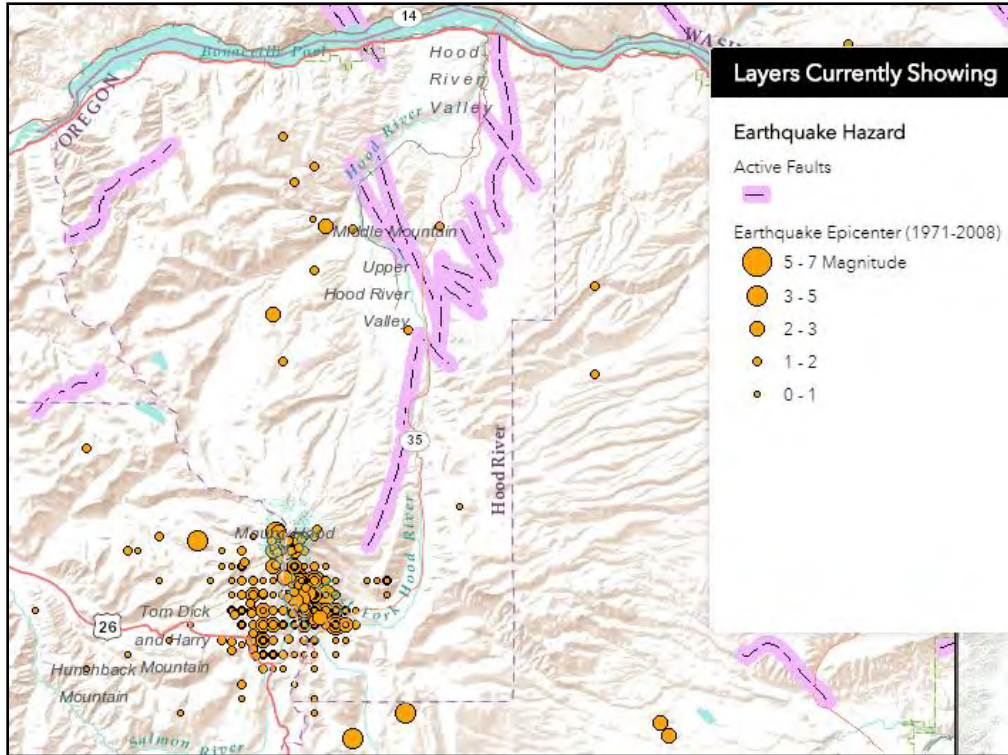 14
Bonneville Pool
WASH
OREGON
Hood
River
Valley
Hood River
Middle Mountain
Upper
Hood River
Valley
35
Hood River
Mount Hood
Fork Hood River
Tom Dick
and Harry
Mountain
26
Hunchback
Mountain
Salmon River
Layers Currently Showing
Earthquake Hazard
Active Faults
Earthquake Epicenter (1971-2008)
5 - 7 Magnitude
3 - 5
2 - 3
1 - 2
0 - 1